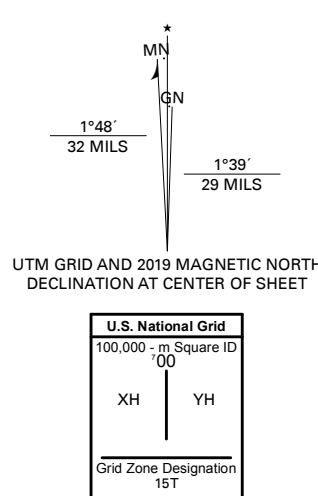 ★
MN
GN
1°48´
32 MILS
1°39´
29 MILS
UTM GRID AND 2019 MAGNETIC NORTH
DECLINATION AT CENTER OF SHEET
U.S. National Grid
100,000 - m Square ID
⁷00
XH YH
Grid Zone Designation
15T